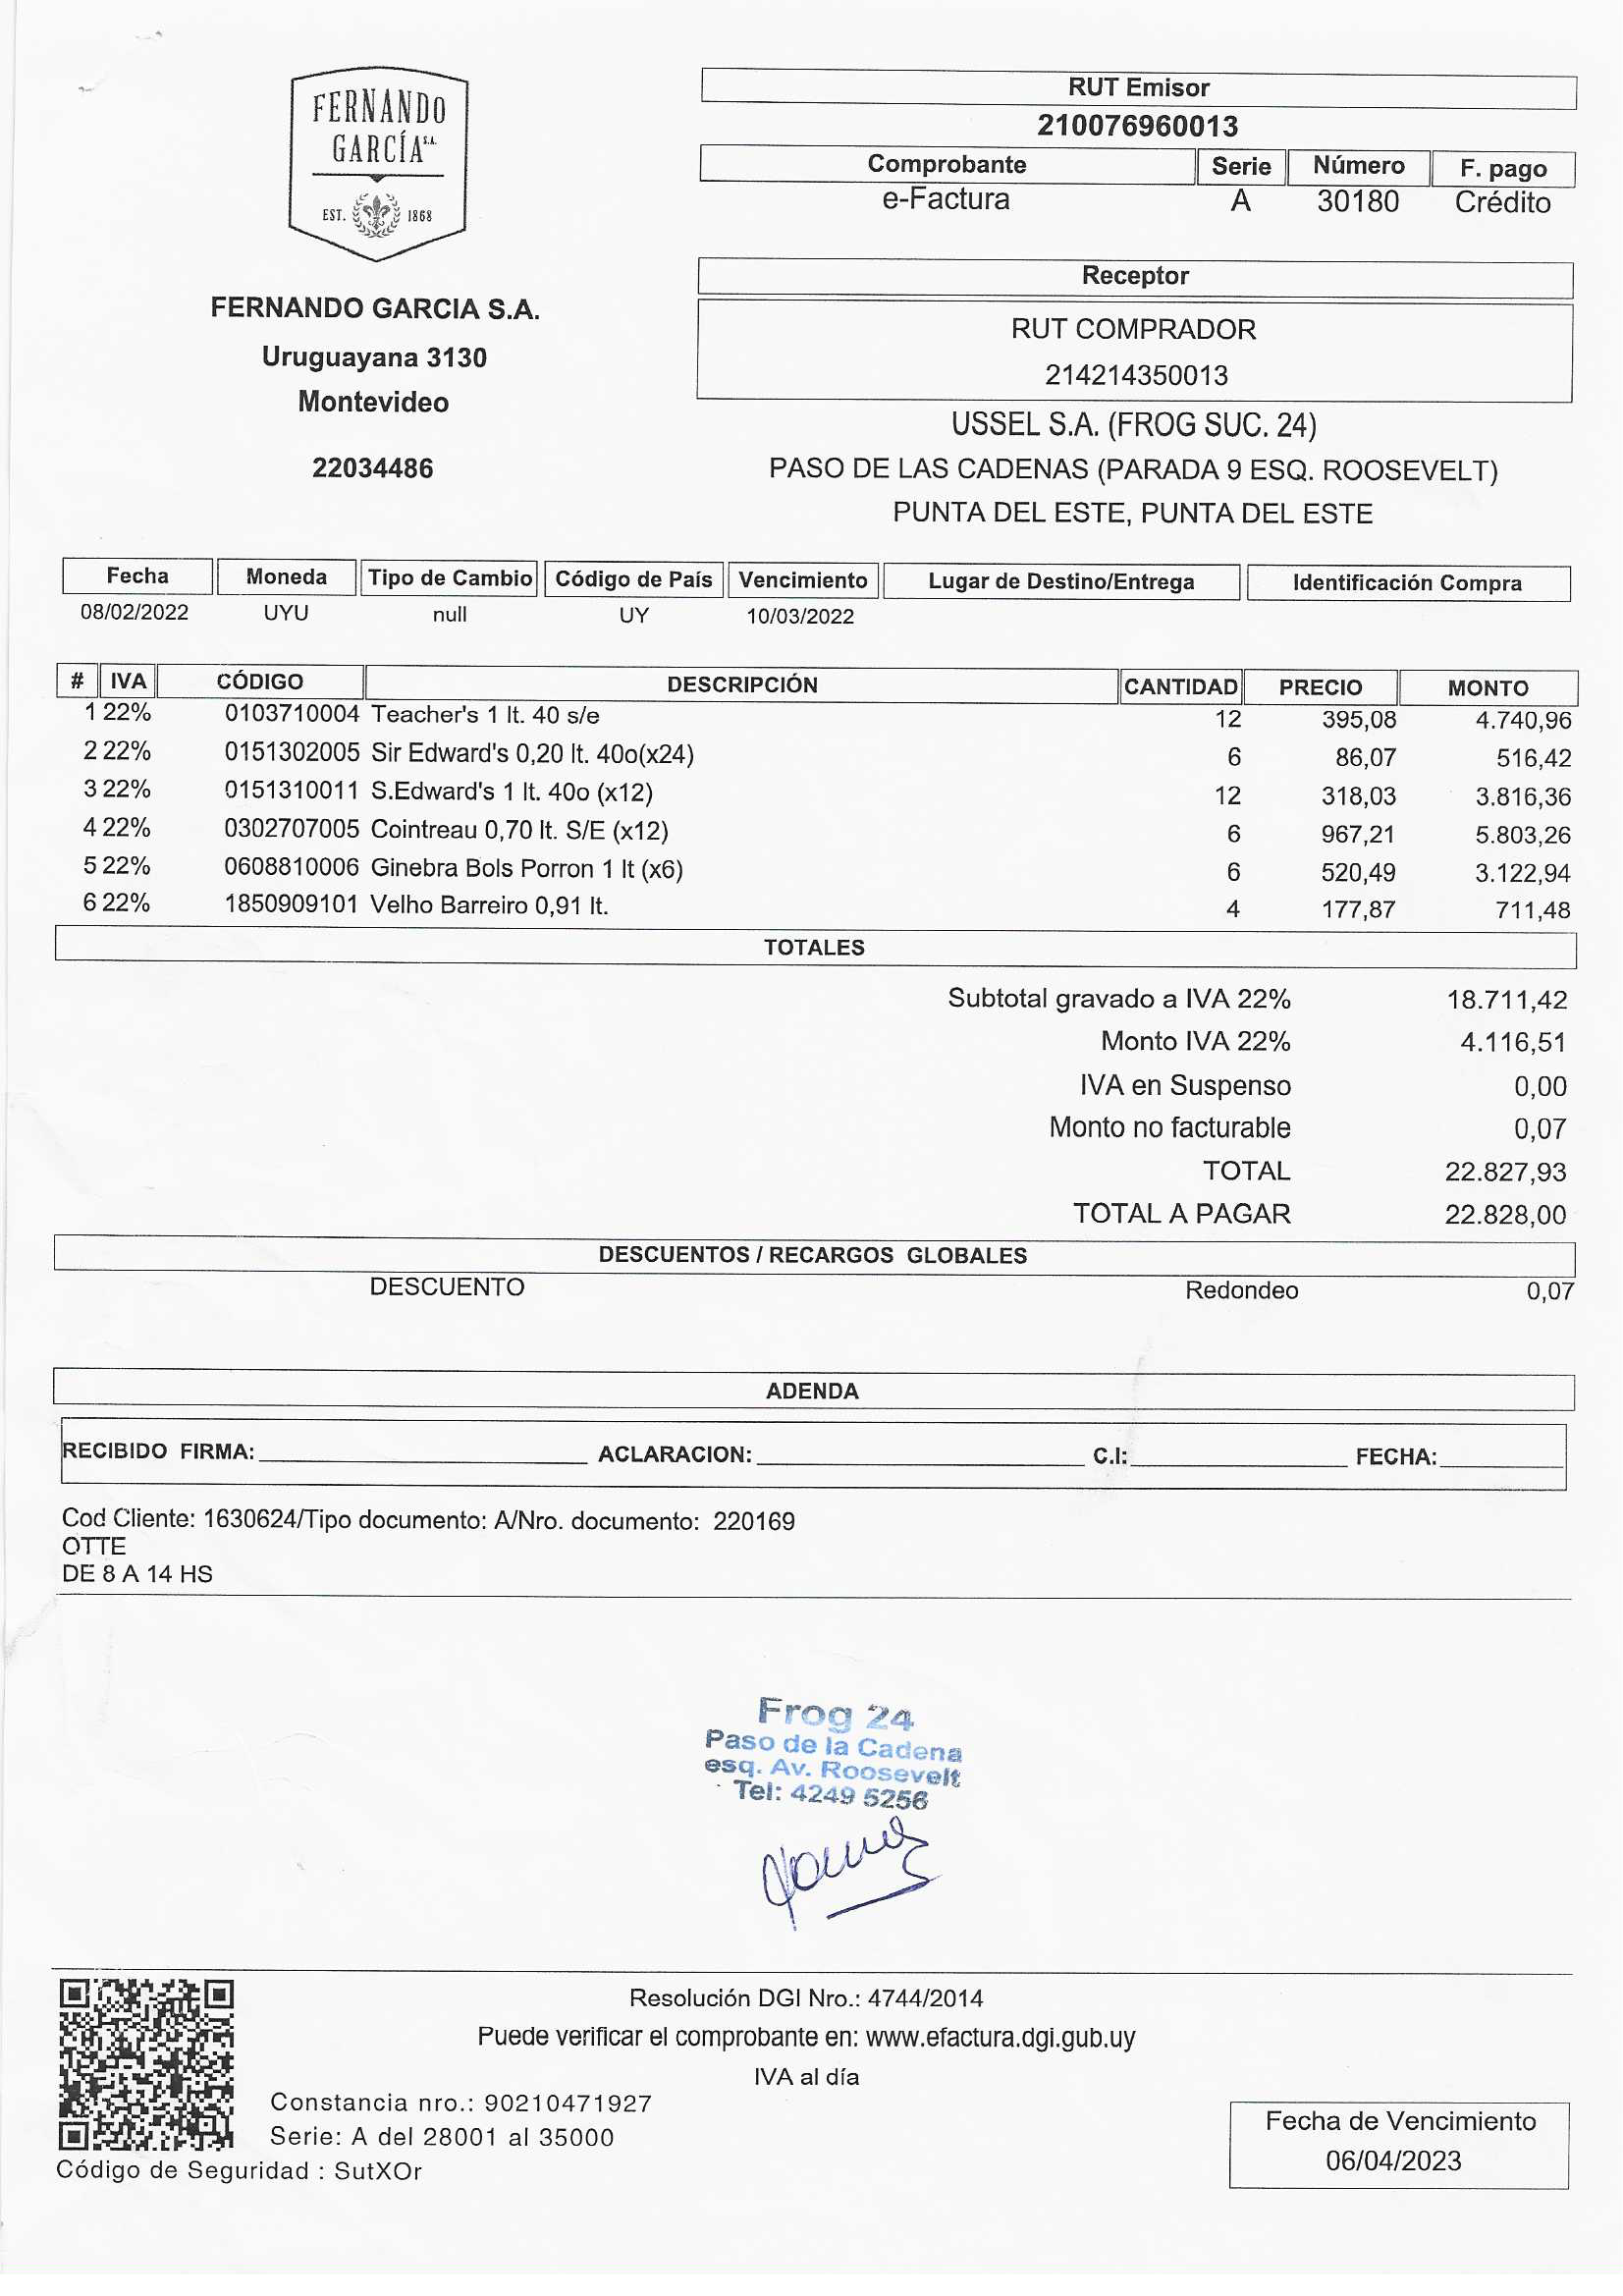 FERNANDO
GARCÍA S.A.
EST. 1868
FERNANDO GARCIA S.A.
Uruguayana 3130
Montevideo
22034486
RUT Emisor
210076960013
Comprobante Serie Número F. pago
e-Factura A 30180 Crédito
Receptor
RUT COMPRADOR
214214350013
USSEL S.A. (FROG SUC. 24)
PASO DE LAS CADENAS (PARADA 9 ESQ. ROOSEVELT)
PUNTA DEL ESTE, PUNTA DEL ESTE
Fecha Moneda Tipo de Cambio Código de País Vencimiento Lugar de Destino/Entrega Identificación Compra
08/02/2022 UYU null UY 10/03/2022
# IVA CÓDIGO DESCRIPCIÓN CANTIDAD PRECIO MONTO
1 22% 0103710004 Teacher's 1 lt. 40 s/e 12 395,08 4.740,96
2 22% 0151302005 Sir Edward's 0,20 lt. 40o(x24) 6 86,07 516,42
3 22% 0151310011 S.Edward's 1 lt. 40o (x12) 12 318,03 3.816,36
4 22% 0302707005 Cointreau 0,70 lt. S/E (x12) 6 967,21 5.803,26
5 22% 0608810006 Ginebra Bols Porron 1 lt (x6) 6 520,49 3.122,94
6 22% 1850909101 Velho Barreiro 0,91 lt. 4 177,87 711,48
TOTALES
Subtotal gravado a IVA 22% 18.711,42
Monto IVA 22% 4.116,51
IVA en Suspenso 0,00
Monto no facturable 0,07
TOTAL 22.827,93
TOTAL A PAGAR 22.828,00
DESCUENTOS / RECARGOS GLOBALES
DESCUENTO Redondeo 0,07
ADENDA
RECIBIDO FIRMA: ACLARACION: C.I: FECHA:
Cod Cliente: 1630624/Tipo documento: A/Nro. documento: 220169
OTTE
DE 8 A 14 HS
Frog 24
Paso de la Cadena
esq. Av. Roosevelt
Tel: 4249 5256
Resolución DGI Nro.: 4744/2014
Puede verificar el comprobante en: www.efactura.dgi.gub.uy
IVA al día
Constancia nro.: 90210471927
Serie: A del 28001 al 35000
Código de Seguridad : SutXOr
Fecha de Vencimiento
06/04/2023